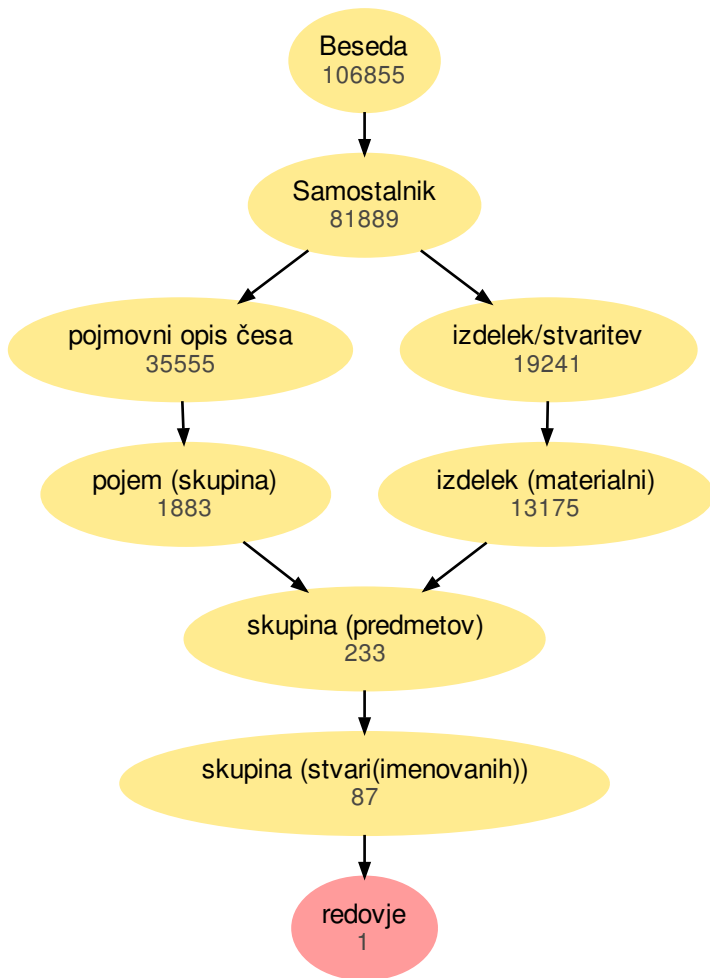 Beseda
106855
Samostalnik
81889
pojmovni opis česa
35555
izdelek/stvaritev
19241
pojem (skupina)
1883
izdelek (materialni)
13175
skupina (predmetov)
233
skupina (stvari(imenovanih))
87
redovje
1